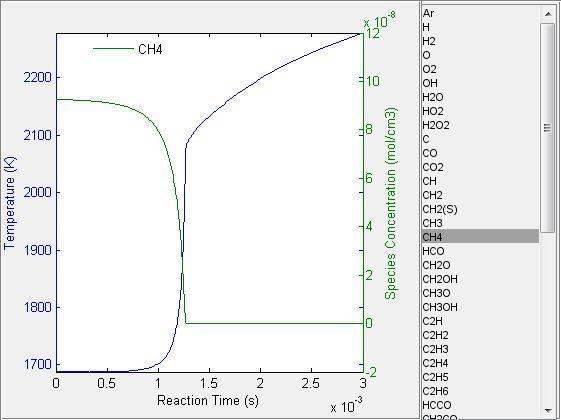 x 10⁻⁸
CH4
Temperature (K)
2200
2100
2000
1900
1800
1700
12
10
8
6
4
2
0
-2
Species Concentration (mol/cm3)
0
0.5
1
1.5
2
2.5
3
Reaction Time (s)
x 10⁻³
Ar
H
H2
O
O2
OH
H2O
HO2
H2O2
C
CO
CO2
CH
CH2
CH2(S)
CH3
CH4
HCO
CH2O
CH2OH
CH3O
CH3OH
C2H
C2H2
C2H3
C2H4
C2H5
C2H6
HCCO
CH2CO